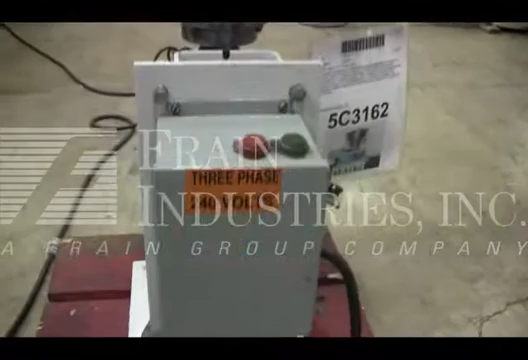 5C3162
FRAIN
THREE PHASE
240 VOLTS
INDUSTRIES, INC.
A FRAIN GROUP COMPANY